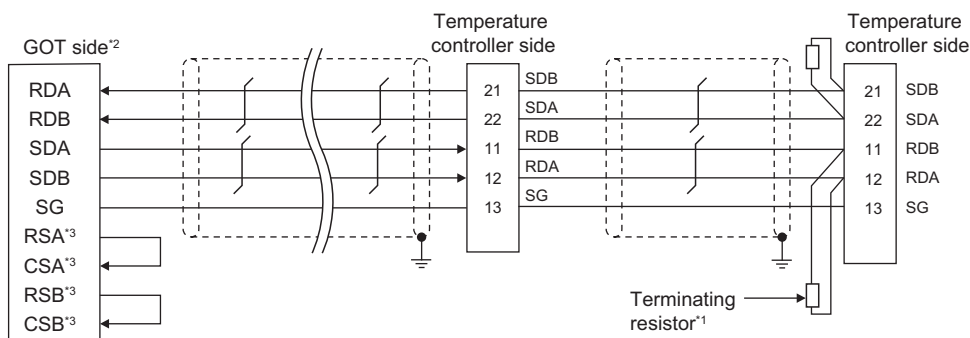 GOT side*2
RDA
RDB
SDA
SDB
SG
RSA*3
CSA*3
RSB*3
CSB*3
Temperature
controller side
21
22
11
12
13
SDB
SDA
RDB
RDA
SG
Temperature
controller side
21
22
11
12
13
SDB
SDA
RDB
RDA
SG
Terminating
resistor*1